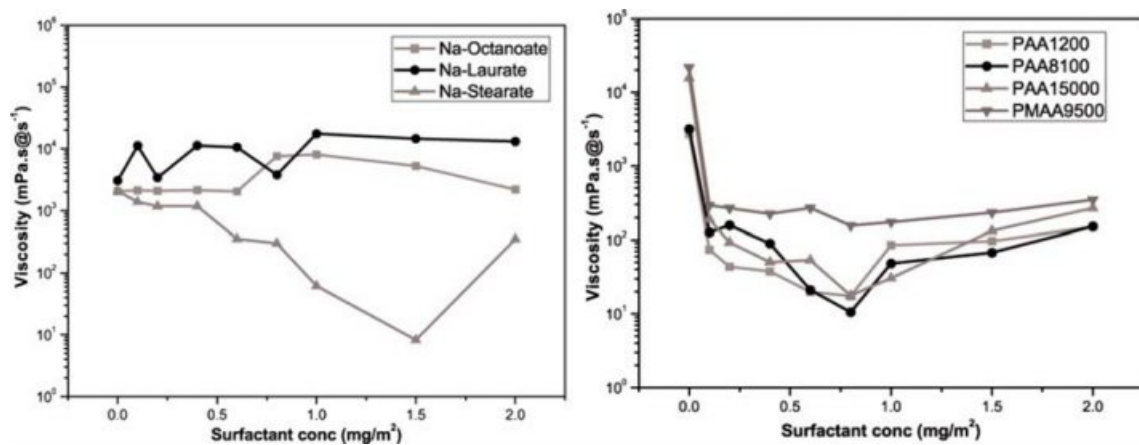 10⁶
10⁵
10⁴
10³
10²
10¹
10⁰
Viscosity (mPa.s@s⁻¹)
Na-Octanoate
Na-Laurate
Na-Stearate
0.0 0.5 1.0 1.5 2.0
Surfactant conc (mg/m²)
10⁵
10⁴
10³
10²
10¹
10⁰
Viscosity (mPa.s@s⁻¹)
PAA1200
PAA8100
PAA15000
PMAA9500
0.0 0.5 1.0 1.5 2.0
Surfactant conc (mg/m²)